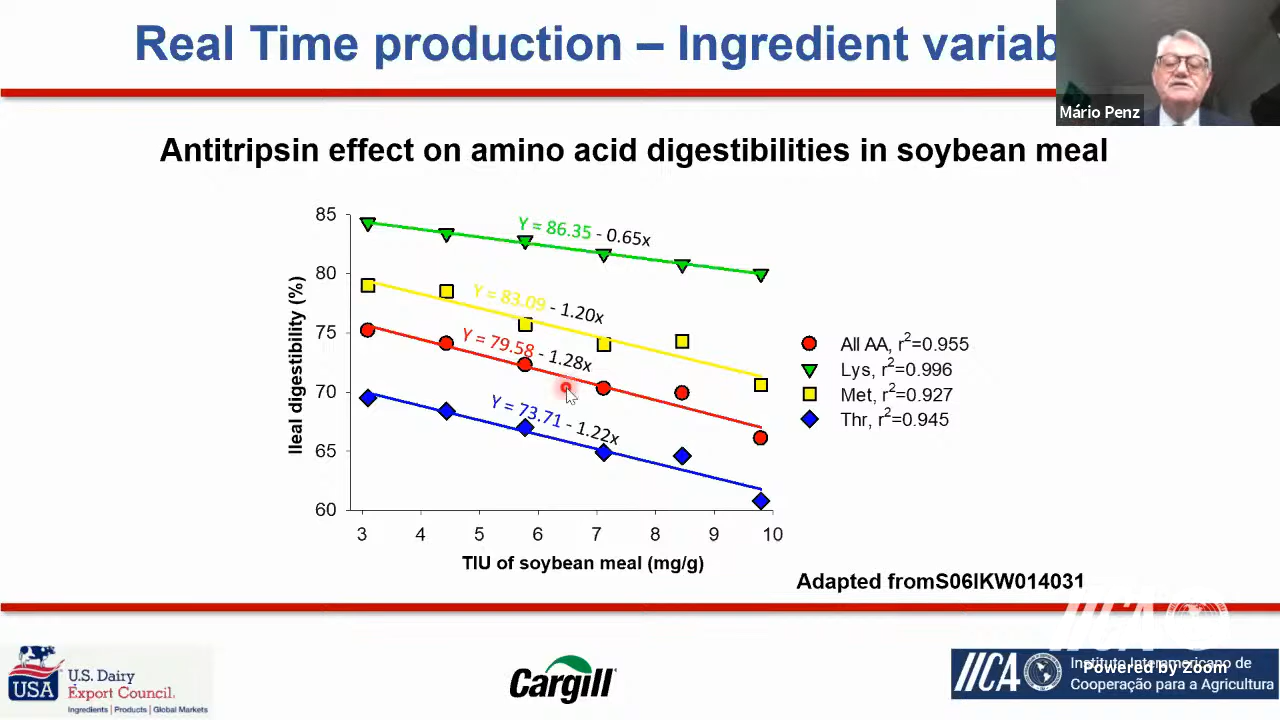 Real Time production – Ingredient variab
Mário Penz
Antitripsin effect on amino acid digestibilities in soybean meal
85
80
75
70
65
60
Ileal digestibility (%)
Y = 86.35 - 0.65x
Y = 83.09 - 1.20x
Y = 79.58 - 1.28x
Y = 73.71 - 1.22x
All AA, r²=0.955
Lys, r²=0.996
Met, r²=0.927
Thr, r²=0.945
3 4 5 6 7 8 9 10
TIU of soybean meal (mg/g)
Adapted fromS06IKW014031
IICA
USA
U.S. Dairy
Export Council.
Ingredients | Products | Global Markets
Cargill
IICA
Instituto Interamericano de
Cooperação para a Agricultura
Powered by Zoom